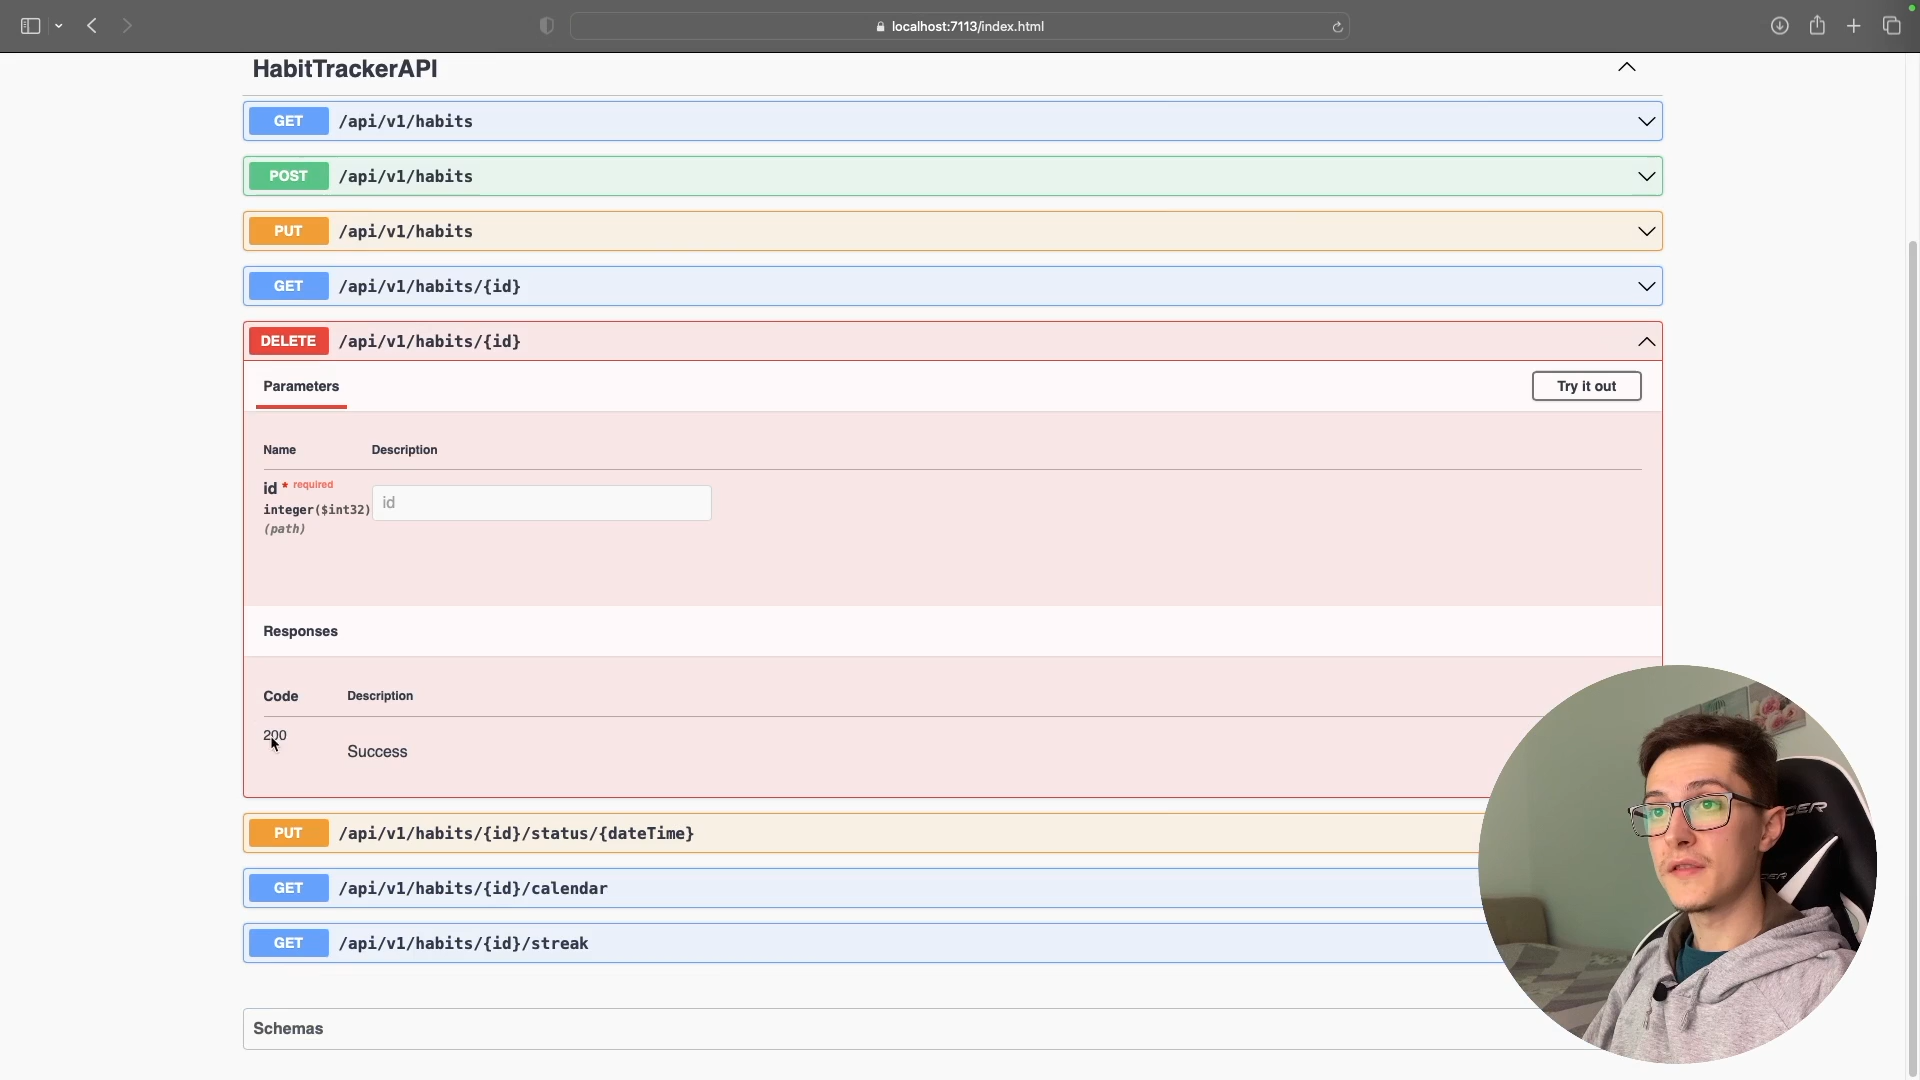 localhost:7113/index.html
HabitTrackerAPI
GET /api/v1/habits
POST /api/v1/habits
PUT /api/v1/habits
GET /api/v1/habits/{id}
DELETE /api/v1/habits/{id}
Parameters Try it out
Name Description
id * required
integer($int32) id
(path)
Responses
Code Description
200
Success
PUT /api/v1/habits/{id}/status/{dateTime}
GET /api/v1/habits/{id}/calendar
GET /api/v1/habits/{id}/streak
Schemas